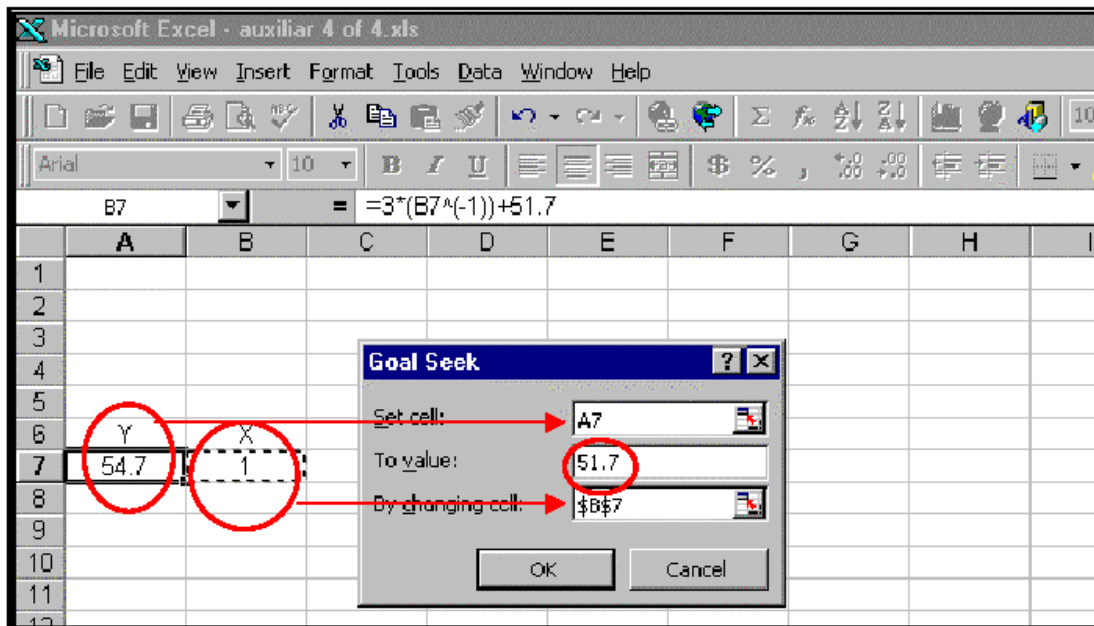 Microsoft Excel - auxiliar 4 of 4.xls
File Edit View Insert Format Tools Data Window Help
Arial 10 B I U $ % ,
B7 = =3*(B7^(-1))+51.7
A B C D E F G H I
1
2
3
4
5
6 Y X
7 54.7 1
8
9
10
11
12
Goal Seek
Set cell: A7
To value: 51.7
By changing cell: $B$7
OK Cancel